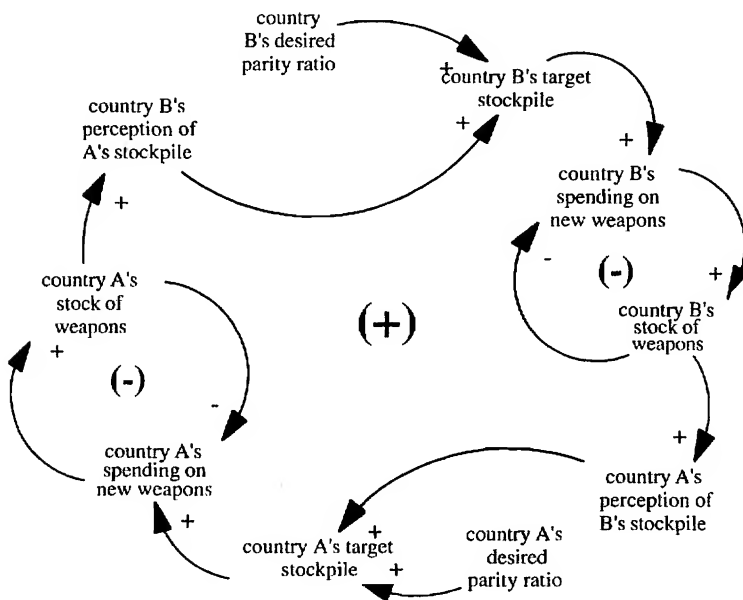 country
B's desired
parity ratio
+
country B's target
stockpile
+
country B's
perception of
A's stockpile
+
+
country B's
spending on
new weapons
-
(-)
+
country A's
stock of
weapons
+
(+)
country B's
stock of
weapons
(-)
-
+
country A's
spending on
new weapons
+
country A's
perception of
B's stockpile
country A's target
stockpile
+
+
country A's
desired
parity ratio